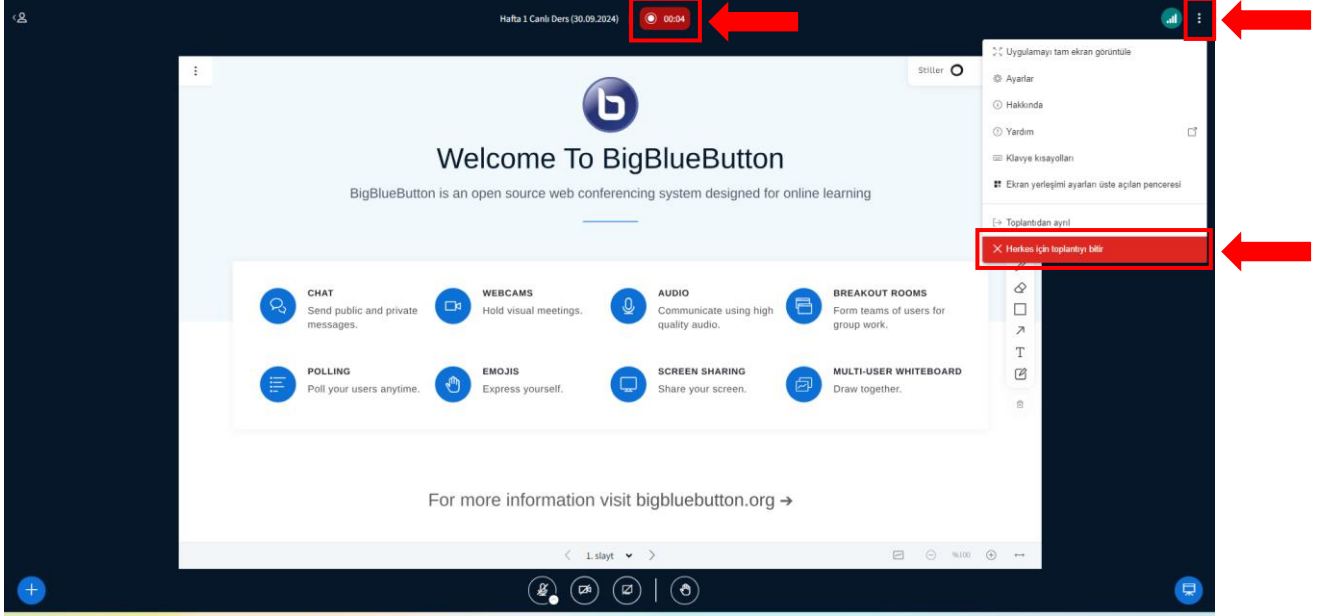 Hafta 1 Canlı Ders (30.09.2024)
00:04
Uygulamayı tam ekran görüntüle
Ayarlar
Hakkında
Yardım
Klavye kısayolları
Ekran yerleşimi ayarları üste açılan penceresi
Toplantıdan ayrıl
Herkes için toplantıyı bitir
Stiller
b
Welcome To BigBlueButton
BigBlueButton is an open source web conferencing system designed for online learning
CHAT
Send public and private
messages.
WEBCAMS
Hold visual meetings.
AUDIO
Communicate using high
quality audio.
BREAKOUT ROOMS
Form teams of users for
group work.
POLLING
Poll your users anytime.
EMOJIS
Express yourself.
SCREEN SHARING
Share your screen.
MULTI-USER WHITEBOARD
Draw together.
T
For more information visit bigbluebutton.org →
1. slayt
%100